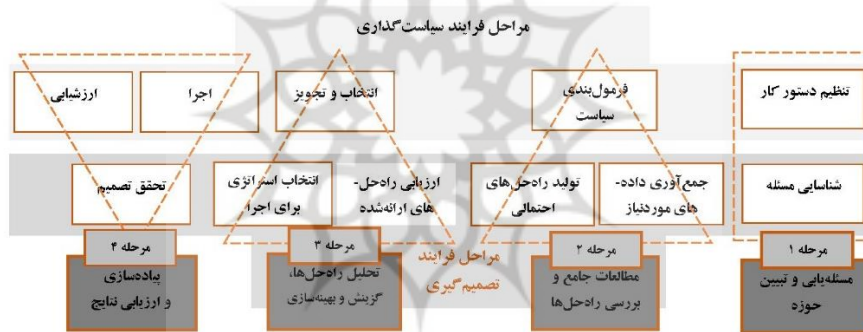 مراحل فرایند سیاست‌گذاری
تنظیم دستور کار
فرمول‌بندی
سیاست
انتخاب و تجویز
اجرا
ارزشیابی
شناسایی مسئله
جمع‌آوری داده-
های موردنیاز
تولید راه‌حل‌های
احتمالی
ارزیابی راه‌حل-
های ارائه‌شده
انتخاب استراتژی
برای اجرا
تحقق تصمیم
مراحل فرایند
تصمیم‌گیری
مرحله ۱
مسئله‌یابی و تبیین
حوزه
مرحله ۲
مطالعات جامع و
بررسی راه‌حل‌ها
مرحله ۳
تحلیل راه‌حل‌ها،
گزینش و بهینه‌سازی
مرحله ۴
پیاده‌سازی
و ارزیابی نتایج